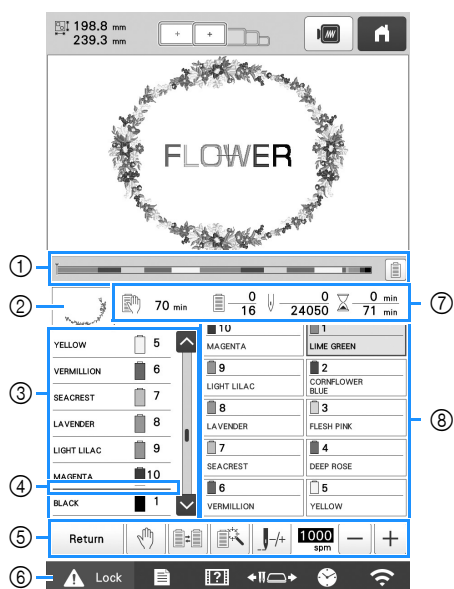 198.8 mm
239.3 mm
FLOWER
①
②
70 min
0
16
0
24050
0 min
71 min
⑦
③
YELLOW 5
VERMILLION 6
SEACREST 7
LAVENDER 8
LIGHT LILAC 9
MAGENTA 10
④
BLACK 1
10
MAGENTA
1
LIME GREEN
9
LIGHT LILAC
2
CORNFLOWER
BLUE
8
LAVENDER
3
FLESH PINK
7
SEACREST
4
DEEP ROSE
6
VERMILLION
5
YELLOW
⑧
⑤
Return
-/+
1000
spm
− +
⑥
Lock
?